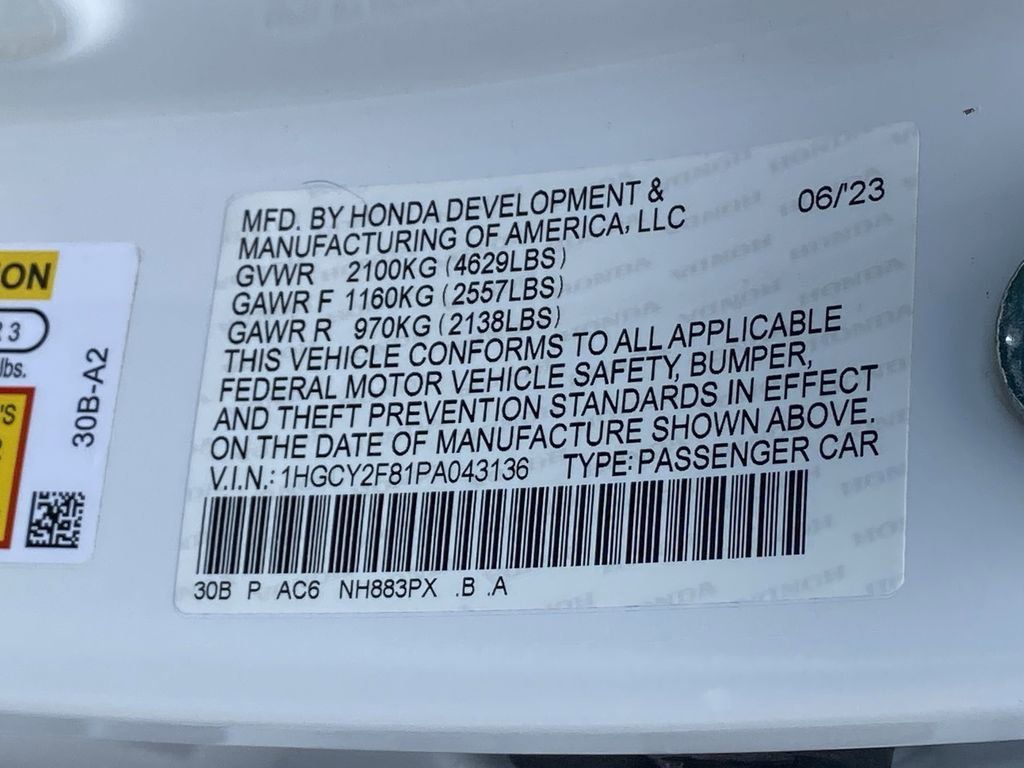 MFD. BY HONDA DEVELOPMENT &
MANUFACTURING OF AMERICA, LLC
06/'23
GVWR 2100KG (4629LBS)
GAWR F 1160KG (2557LBS)
GAWR R 970KG (2138LBS)
THIS VEHICLE CONFORMS TO ALL APPLICABLE
FEDERAL MOTOR VEHICLE SAFETY, BUMPER,
AND THEFT PREVENTION STANDARDS IN EFFECT
ON THE DATE OF MANUFACTURE SHOWN ABOVE.
V.I.N.: 1HGCY2F81PA043136 TYPE: PASSENGER CAR
30B P AC6 NH883PX .B .A
ON
3
lbs.
'S
30B-A2